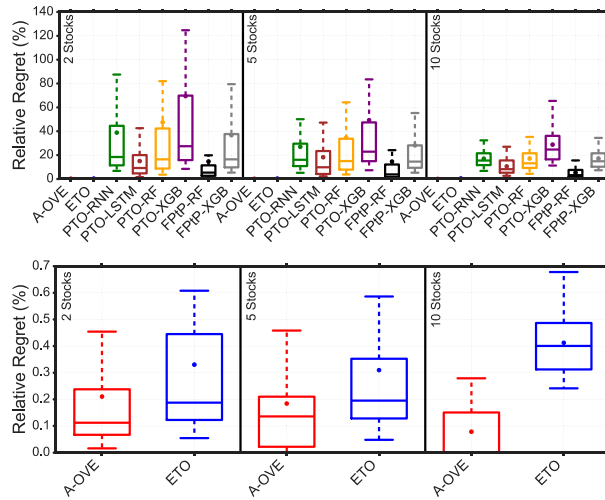 140
120
100
80
60
40
20
0
Relative Regret (%)
2 Stocks
5 Stocks
10 Stocks
A-OVE
ETO
PTO-RNN
PTO-LSTM
PTO-RF
PTO-XGB
FPtP-RF
FPtP-XGB
A-OVE
ETO
PTO-RNN
PTO-LSTM
PTO-RF
PTO-XGB
FPtP-RF
FPtP-XGB
A-OVE
ETO
PTO-RNN
PTO-LSTM
PTO-RF
PTO-XGB
FPtP-RF
FPtP-XGB
0.7
0.6
0.5
0.4
0.3
0.2
0.1
0.0
Relative Regret (%)
2 Stocks
5 Stocks
10 Stocks
A-OVE
ETO
A-OVE
ETO
A-OVE
ETO